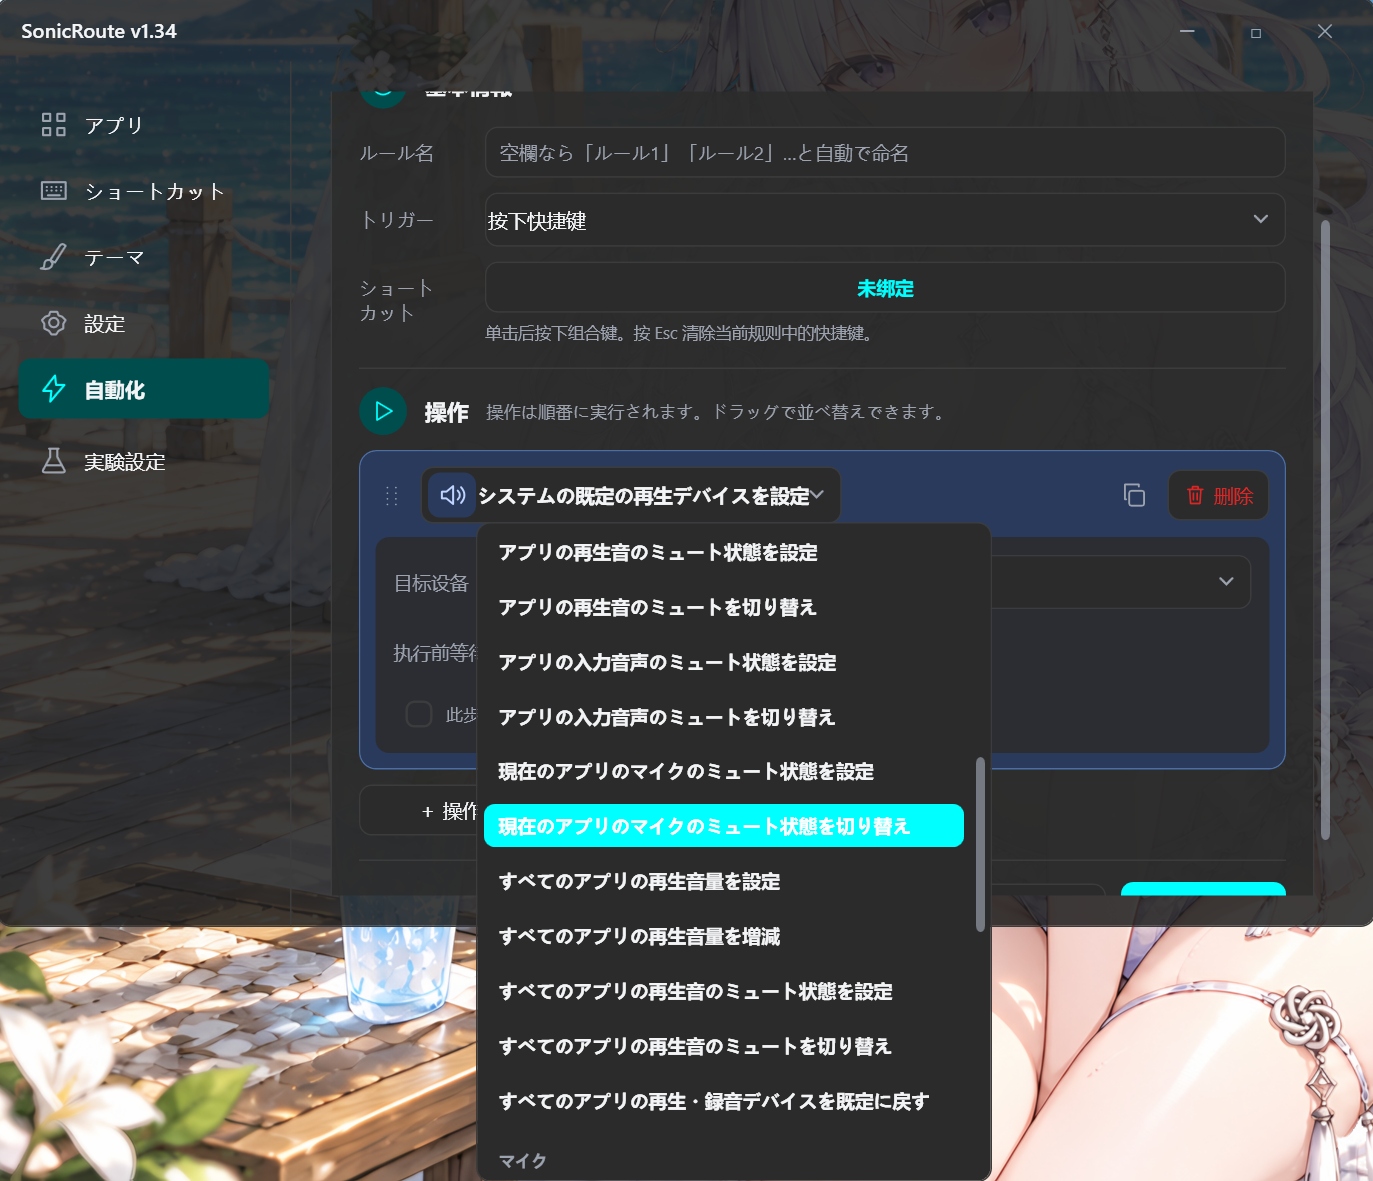 SonicRoute v1.34
アプリ
ショートカット
テーマ
設定
自動化
実験設定
基本情報
ルール名
空欄なら「ルール1」「ルール2」...と自動で命名
トリガー
按下快捷键
ショート
カット
未绑定
单击后按下组合键。按 Esc 清除当前规则中的快捷键。
操作
操作は順番に実行されます。ドラッグで並べ替えできます。
システムの既定の再生デバイスを設定
删除
目标设备
执行前等待
此步
+ 操作
アプリの再生音のミュート状態を設定
アプリの再生音のミュートを切り替え
アプリの入力音声のミュート状態を設定
アプリの入力音声のミュートを切り替え
現在のアプリのマイクのミュート状態を設定
現在のアプリのマイクのミュート状態を切り替え
すべてのアプリの再生音量を設定
すべてのアプリの再生音量を増減
すべてのアプリの再生音のミュート状態を設定
すべてのアプリの再生音のミュートを切り替え
すべてのアプリの再生・録音デバイスを既定に戻す
マイク